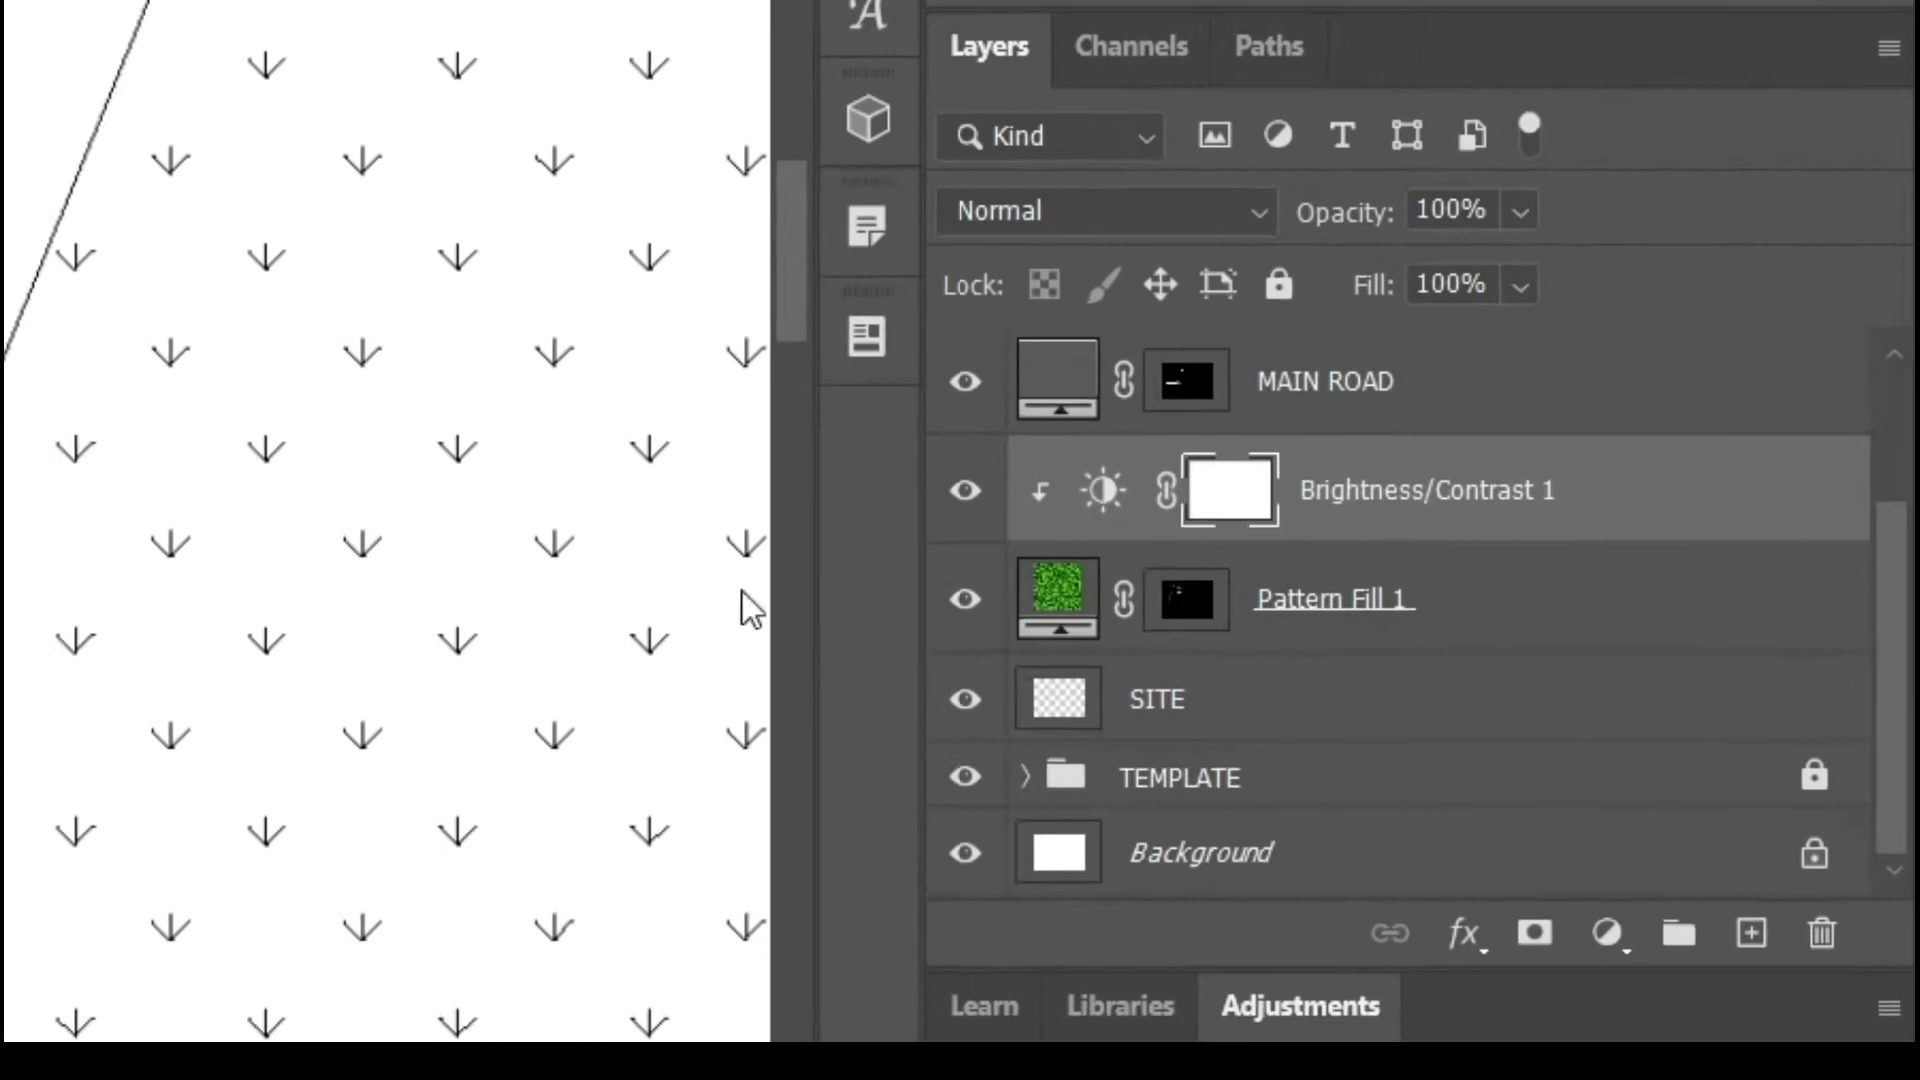 Layers Channels Paths
Kind
Normal Opacity: 100%
Lock: Fill: 100%
MAIN ROAD
Brightness/Contrast 1
Pattern Fill 1
SITE
TEMPLATE
Background
fx
Learn Libraries Adjustments